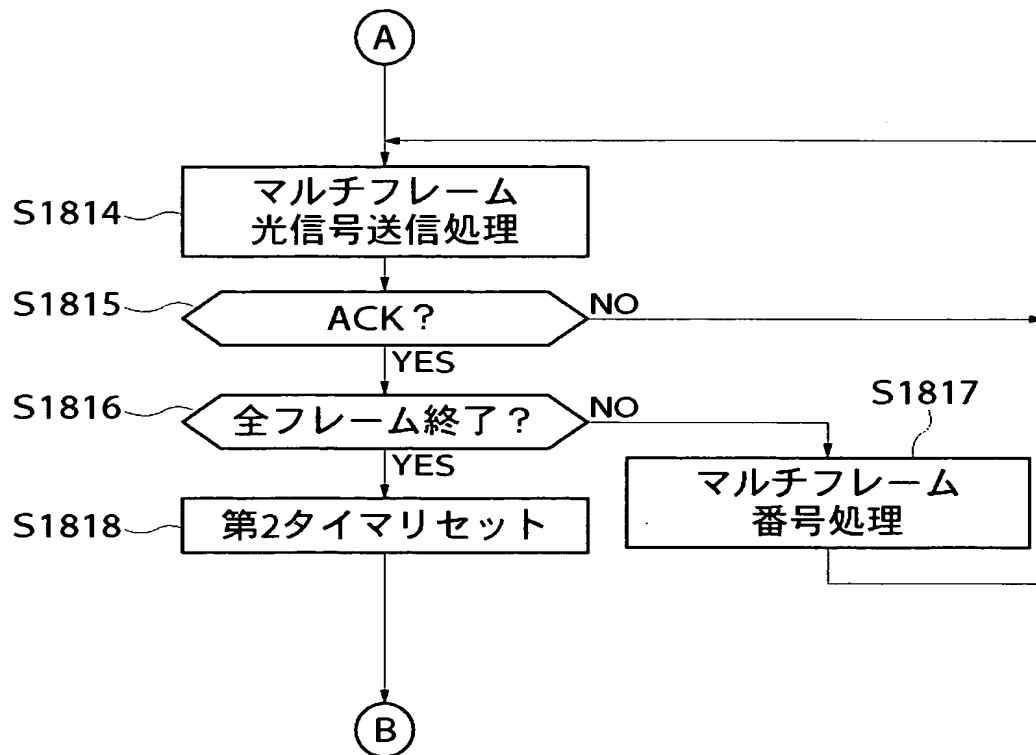 A
S1814
マルチフレーム
光信号送信処理
S1815
ACK？
NO
YES
S1816
全フレーム終了？
NO
YES
S1817
マルチフレーム
番号処理
S1818
第2タイマリセット
B